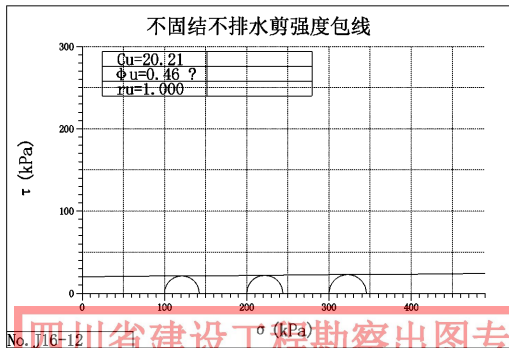 不固结不排水剪强度包线
300
Cu=20.21
Φu=0.46 ?
ru=1.000
200
τ (kPa)
100
0
0 100 200 300 400
σ (kPa)
四川省建设工程勘察出图专
No. J16-12